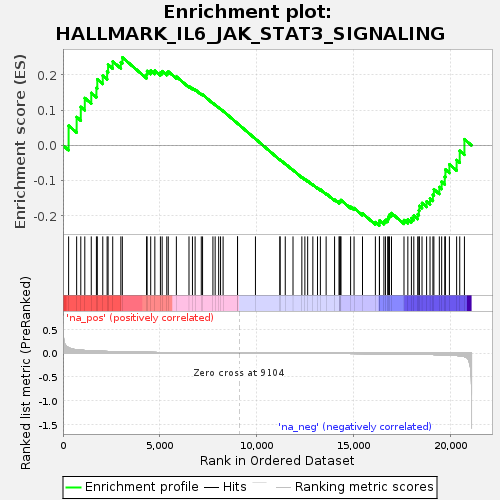 Enrichment plot:
HALLMARK_IL6_JAK_STAT3_SIGNALING
Enrichment score (ES)
0.2
0.1
0.0
-0.1
-0.2
Ranked list metric (PreRanked)
0.5
0.0
-0.5
-1.0
-1.5
'na_pos' (positively correlated)
Zero cross at 9104
'na_neg' (negatively correlated)
0
5,000
10,000
15,000
20,000
Rank in Ordered Dataset
Enrichment profile
Hits
Ranking metric scores